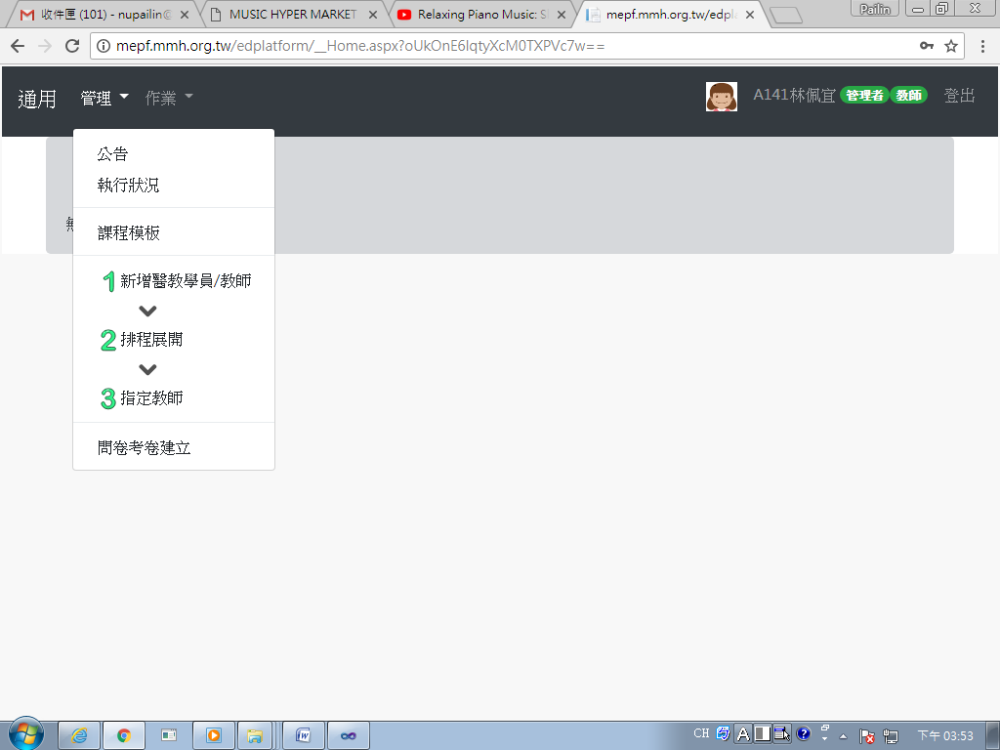 收件匣 (101) - nupailin@
MUSIC HYPER MARKET
Relaxing Piano Music: S
mepf.mmh.org.tw/edpl
Pailin
mepf.mmh.org.tw/edplatform/__Home.aspx?oUkOnE6IqtyXcM0TXPVc7w==
通用 管理 作業
A141林佩宜 管理者 教師 登出
公告
執行狀況
課程模板
1 新增醫教學員/教師
2 排程展開
3 指定教師
問卷考卷建立
CH A
下午 03:53